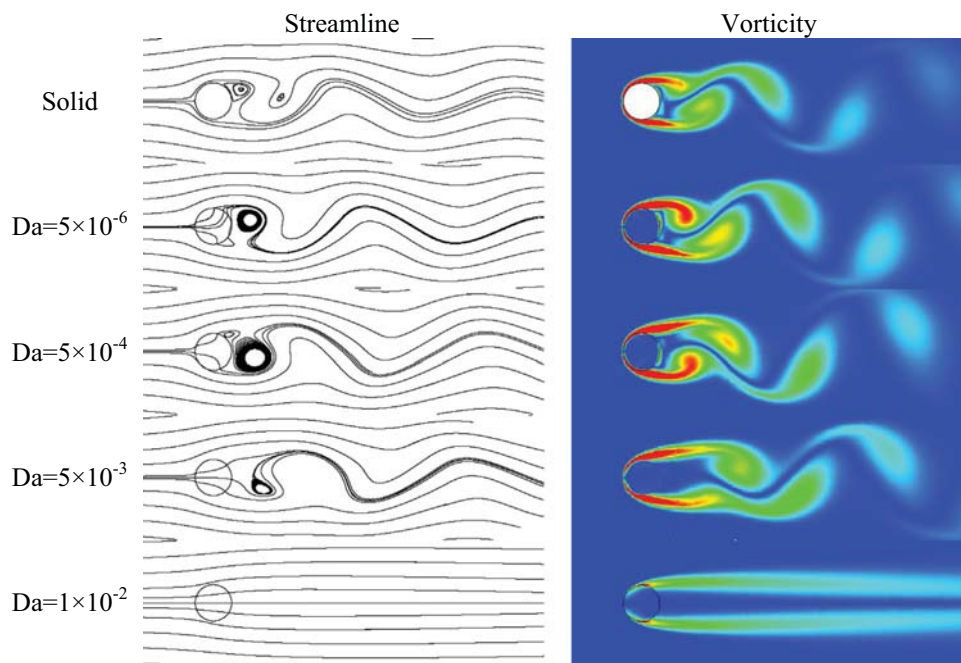 Streamline Vorticity
Solid
Da=5×10⁻⁶
Da=5×10⁻⁴
Da=5×10⁻³
Da=1×10⁻²